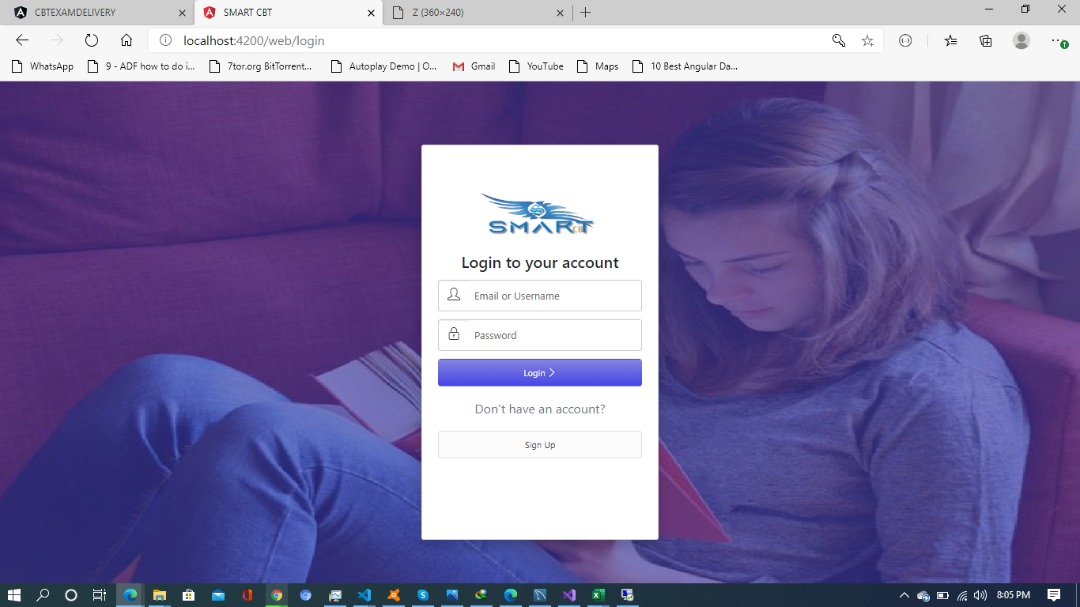 CBTEXAMDELIVERY
SMART CBT
Z (360×240)
localhost:4200/web/login
WhatsApp
9 - ADF how to do i...
7tor.org BitTorrent...
Autoplay Demo | O...
Gmail
YouTube
Maps
10 Best Angular Da...
SMART
CBT
Login to your account
Email or Username
Password
Login
Don't have an account?
Sign Up
8:05 PM